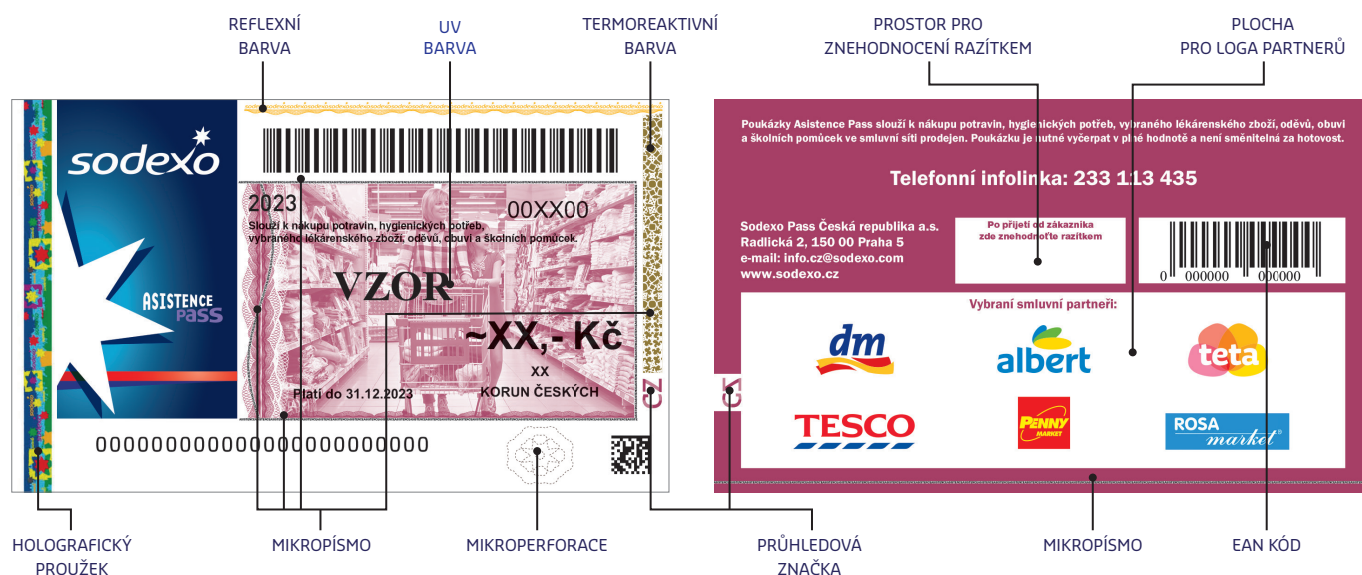 REFLEXNÍ
BARVA
UV
BARVA
TERMOREAKTIVNÍ
BARVA
PROSTOR PRO
ZNEHODNOCENÍ RAZÍTKEM
PLOCHA
PRO LOGA PARTNERŮ
sodexo
ASISTENCE
PASS
2023
00XX00
Slouží k nákupu potravin, hygienických potřeb,
vybraného lékárenského zboží, oděvů, obuvi a školních pomůcek.
VZOR
~XX,- Kč
XX
KORUN ČESKÝCH
Platí do 31.12.2023
CZ
000000000000000000000000
Poukázky Asistence Pass slouží k nákupu potravin, hygienických potřeb, vybraného lékárenského zboží, oděvů, obuvi
a školních pomůcek ve smluvní síti prodejen. Poukázku je nutné vyčerpat v plné hodnotě a není směnitelná za hotovost.
Telefonní infolinka: 233 113 435
Sodexo Pass Česká republika a.s.
Radlická 2, 150 00 Praha 5
e-mail: info.cz@sodexo.com
www.sodexo.cz
Po přijetí od zákazníka
zde znehodnoťte razítkem
0 000000 000000
Vybraní smluvní partneři:
dm
albert
teta
TESCO
PENNY
MARKET
ROSA
market®
CZ
HOLOGRAFICKÝ
PROUŽEK
MIKROPÍSMO
MIKROPERFORACE
PRŮHLEDOVÁ
ZNAČKA
MIKROPÍSMO
EAN KÓD